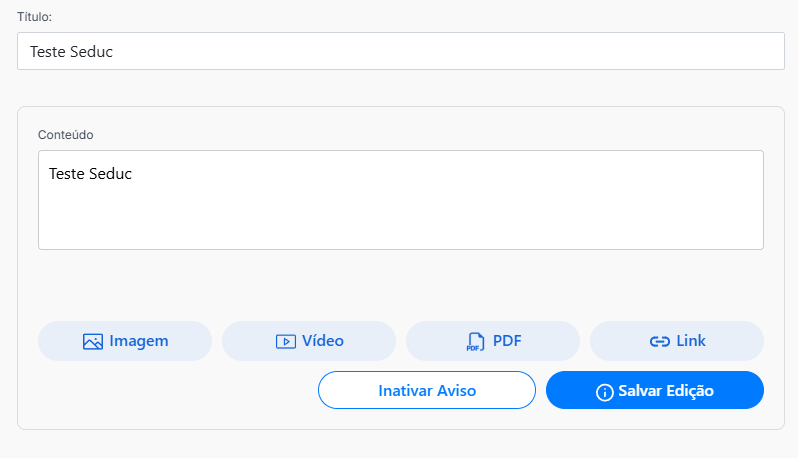 Título:
Teste Seduc
Conteúdo
Teste Seduc
Imagem Vídeo PDF PDF Link
Inativar Aviso Salvar Edição